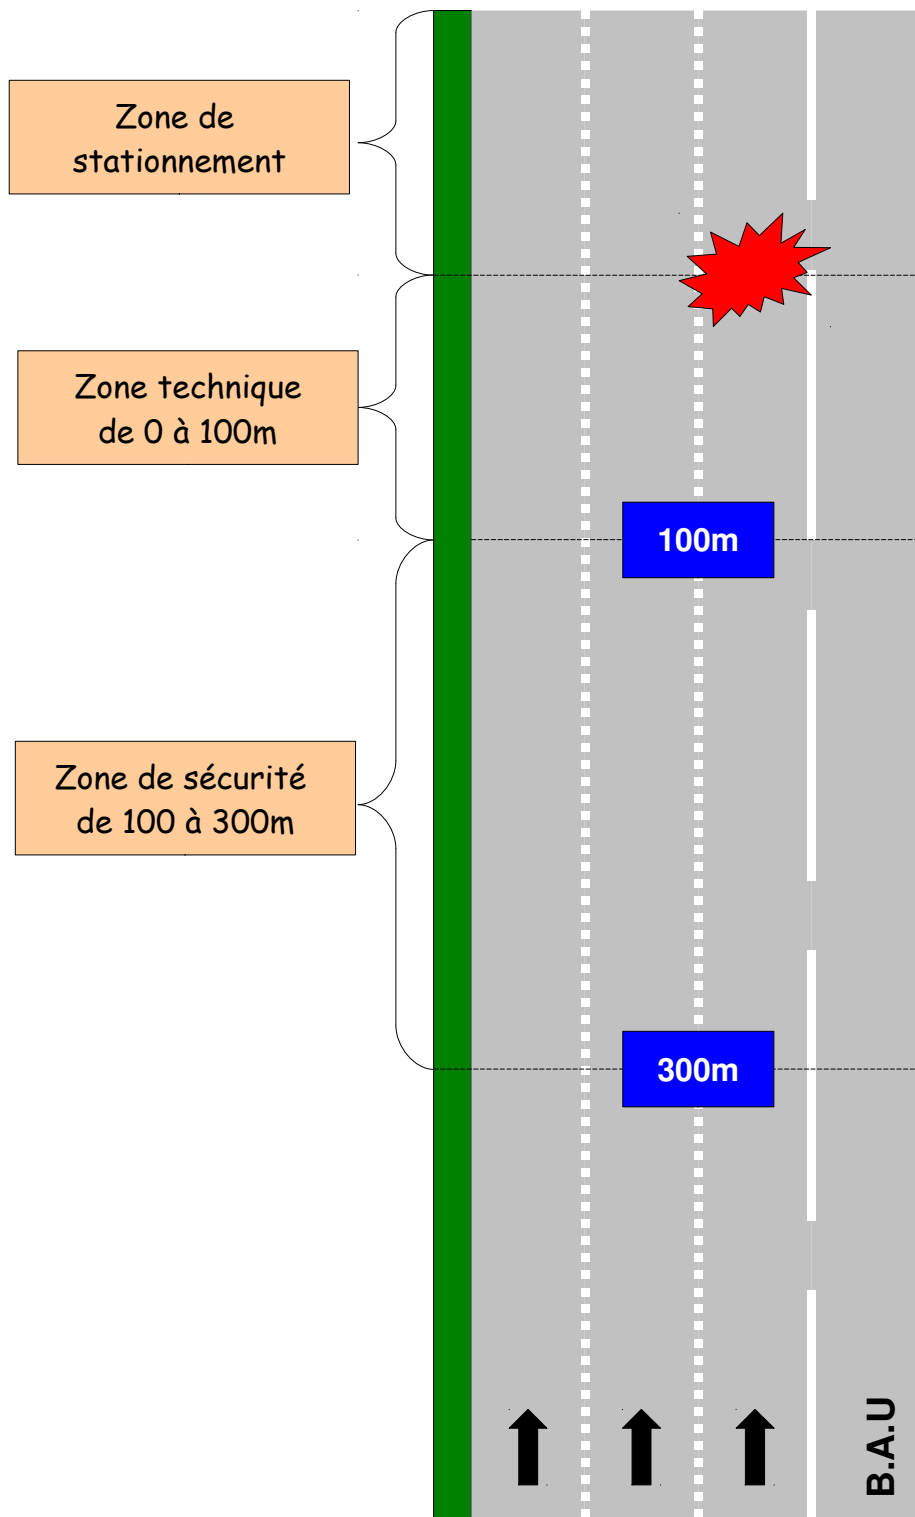 Zone de
stationnement
Zone technique
de 0 à 100m
100m
Zone de sécurité
de 100 à 300m
300m
B.A.U